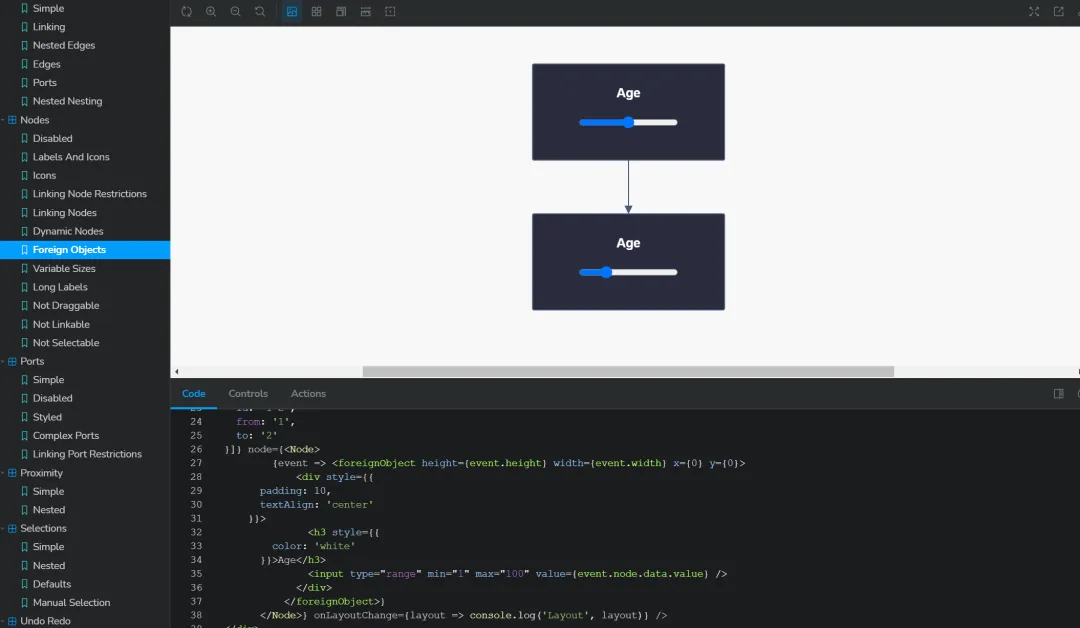 Simple
Linking
Nested Edges
Edges
Ports
Nested Nesting
Nodes
Disabled
Labels And Icons
Icons
Linking Node Restrictions
Linking Nodes
Dynamic Nodes
Foreign Objects
Variable Sizes
Long Labels
Not Draggable
Not Linkable
Not Selectable
Ports
Simple
Disabled
Styled
Complex Ports
Linking Port Restrictions
Proximity
Simple
Nested
Selections
Simple
Nested
Defaults
Manual Selection
Undo Redo
Age
Age
Code Controls Actions
24 from: '1',
25 to: '2'
26 }]} node={<Node>
27 {event => <foreignObject height={event.height} width={event.width} x={0} y={0}>
28 <div style={{
29 padding: 10,
30 textAlign: 'center'
31 }}>
32 <h3 style={{
33 color: 'white'
34 }}>Age</h3>
35 <input type="range" min="1" max="100" value={event.node.data.value} />
36 </div>
37 </foreignObject>}
38 </Node>} onLayoutChange={layout => console.log('Layout', layout)} />